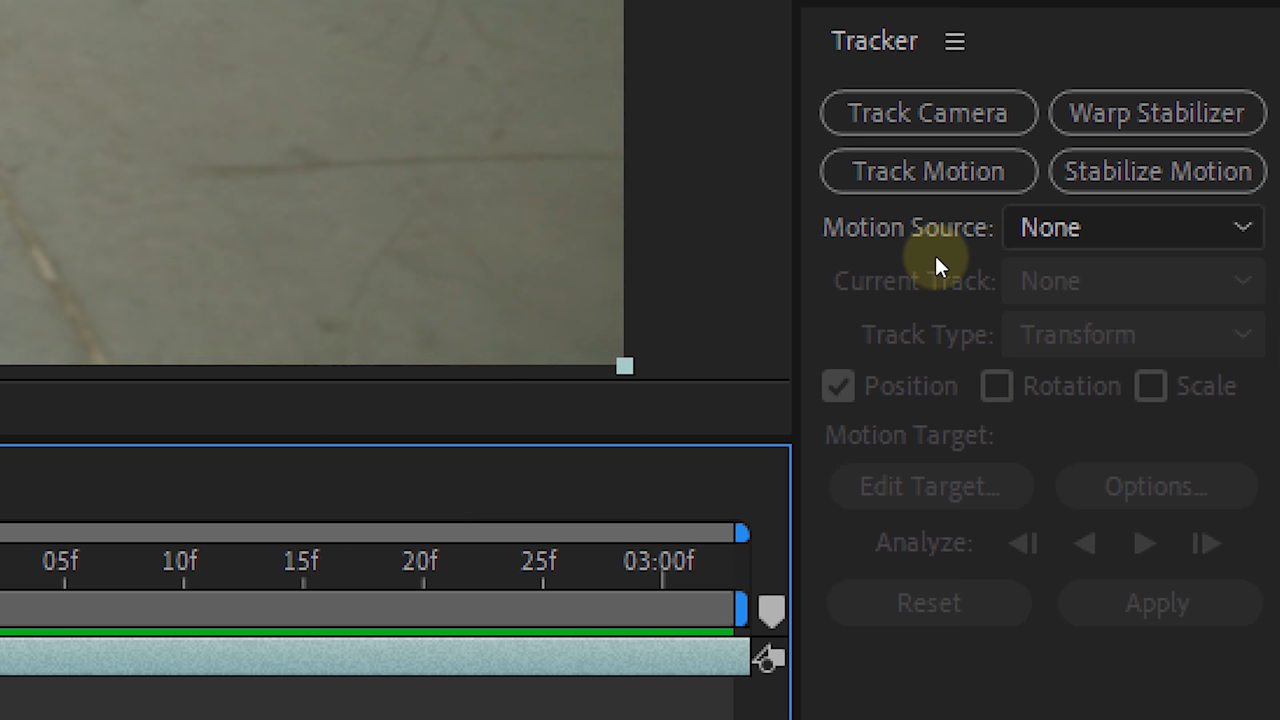 Tracker
Track Camera
Warp Stabilizer
Track Motion
Stabilize Motion
Motion Source: None
Current Track: None
Track Type: Transform
Position Rotation Scale
Motion Target:
Edit Target... Options...
Analyze:
Reset Apply
05f 10f 15f 20f 25f 03:00f